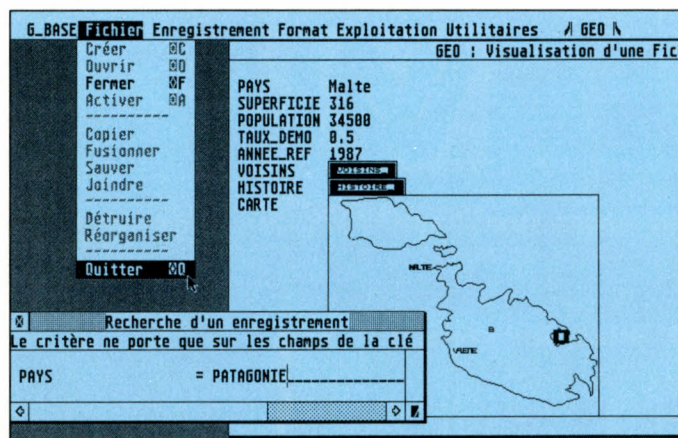 G_BASE Fichier Enregistrement Format Exploitation Utilitaires GEO
GEO : Visualisation d'une Fic
Créer C
Ouvrir O
Fermer F
Activer A
----------
Copier
Fusionner
Sauver
Joindre
----------
Détruire
Réorganiser
----------
Quitter Q
PAYS Malte
SUPERFICIE 316
POPULATION 34500
TAUX_DEMO 0.5
ANNEE_REF 1987
VOISINS VOISINS_
HISTOIRE HISTOIRE_
CARTE
MALTE
Recherche d'un enregistrement
Le critère ne porte que sur les champs de la clé
PAYS = PATAGONIE